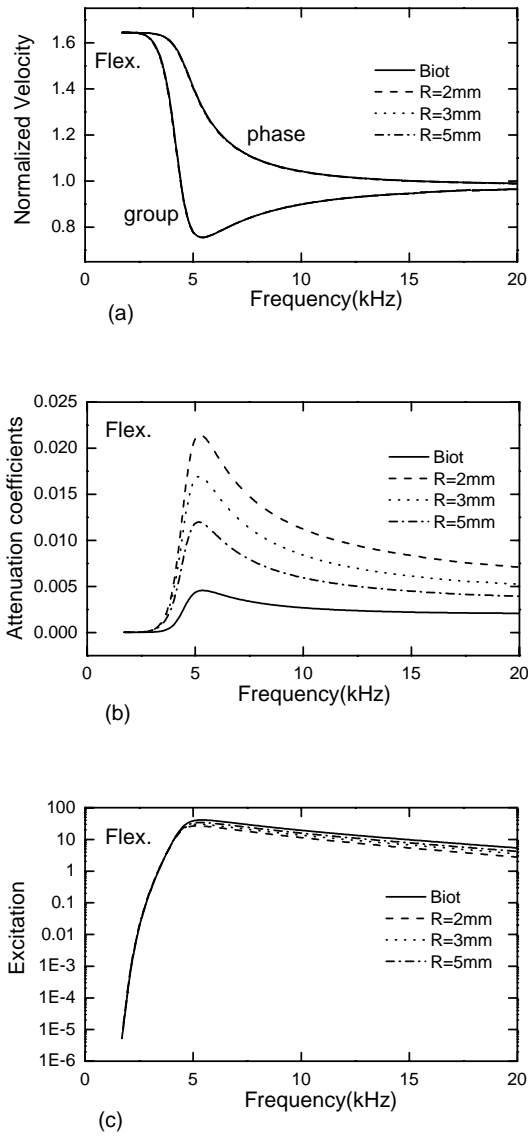 1.6
1.4
1.2
1.0
0.8
Normalized Velocity
Flex.
phase
group
Biot
R=2mm
R=3mm
R=5mm
0 5 10 15 20
Frequency(kHz)
(a)
0.025
0.020
0.015
0.010
0.005
0.000
Attenuation coefficients
Flex.
Biot
R=2mm
R=3mm
R=5mm
0 5 10 15 20
Frequency(kHz)
(b)
100
10
1
0.1
0.01
1E-3
1E-4
1E-5
1E-6
Excitation
Flex.
Biot
R=2mm
R=3mm
R=5mm
0 5 10 15 20
Frequency(kHz)
(c)